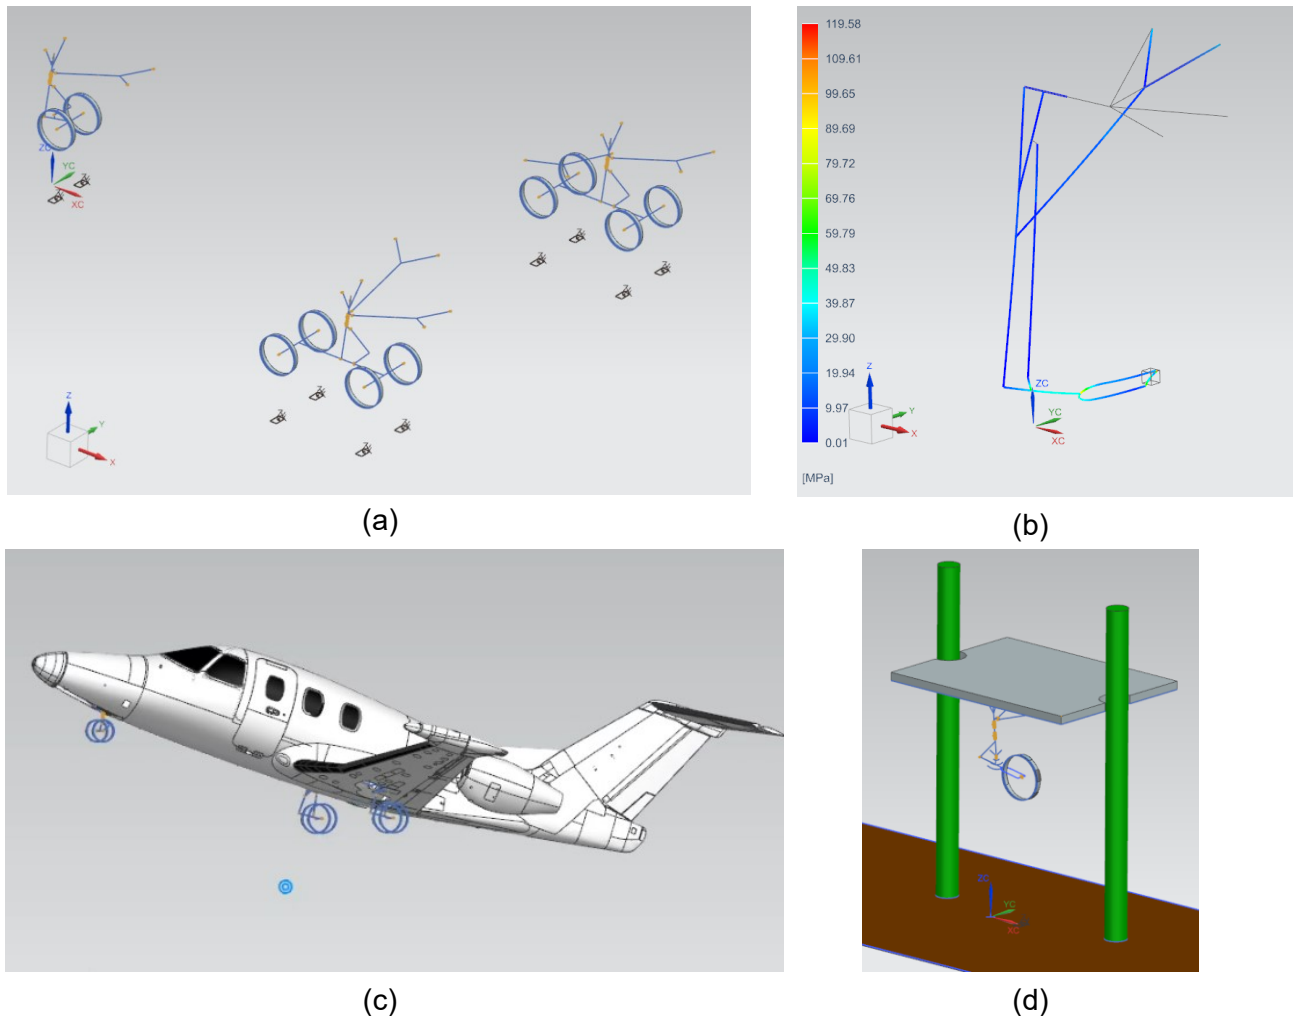 ZC
YC
XC
Z
Y
X
(a)
119.58
109.61
99.65
89.69
79.72
69.76
59.79
49.83
39.87
29.90
19.94
9.97
0.01
[MPa]
Z
Y
X
ZC
YC
XC
(b)
(c)
ZC
YC
XC
(d)